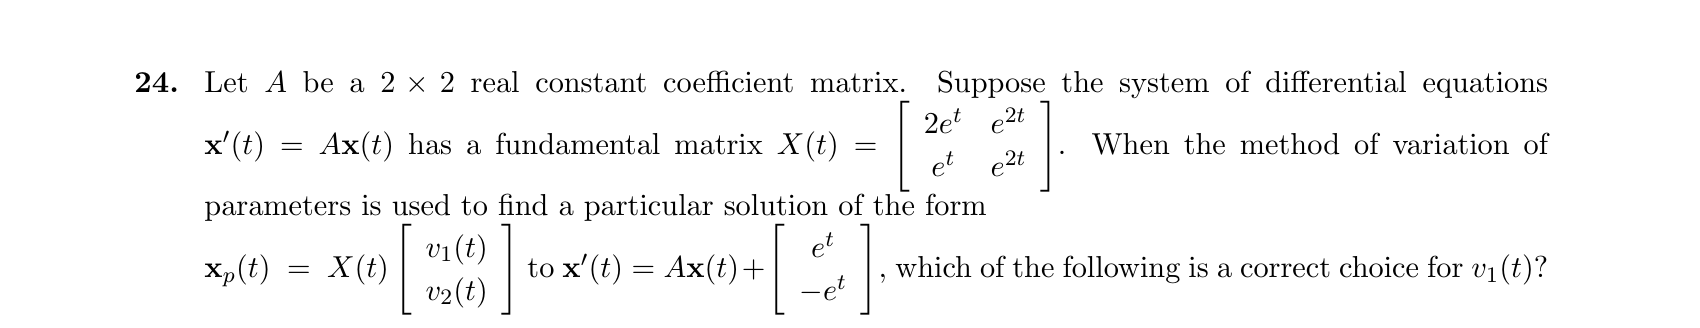 24. Let A be a 2 × 2 real constant coefficient matrix. Suppose the system of differential equations
x′(t) = Ax(t) has a fundamental matrix X(t) = [ 2e^t e^{2t} ; e^t e^{2t} ]. When the method of variation of
parameters is used to find a particular solution of the form
x_p(t) = X(t) [ v_1(t) ; v_2(t) ] to x′(t) = Ax(t)+ [ e^t ; −e^t ], which of the following is a correct choice for v_1(t)?